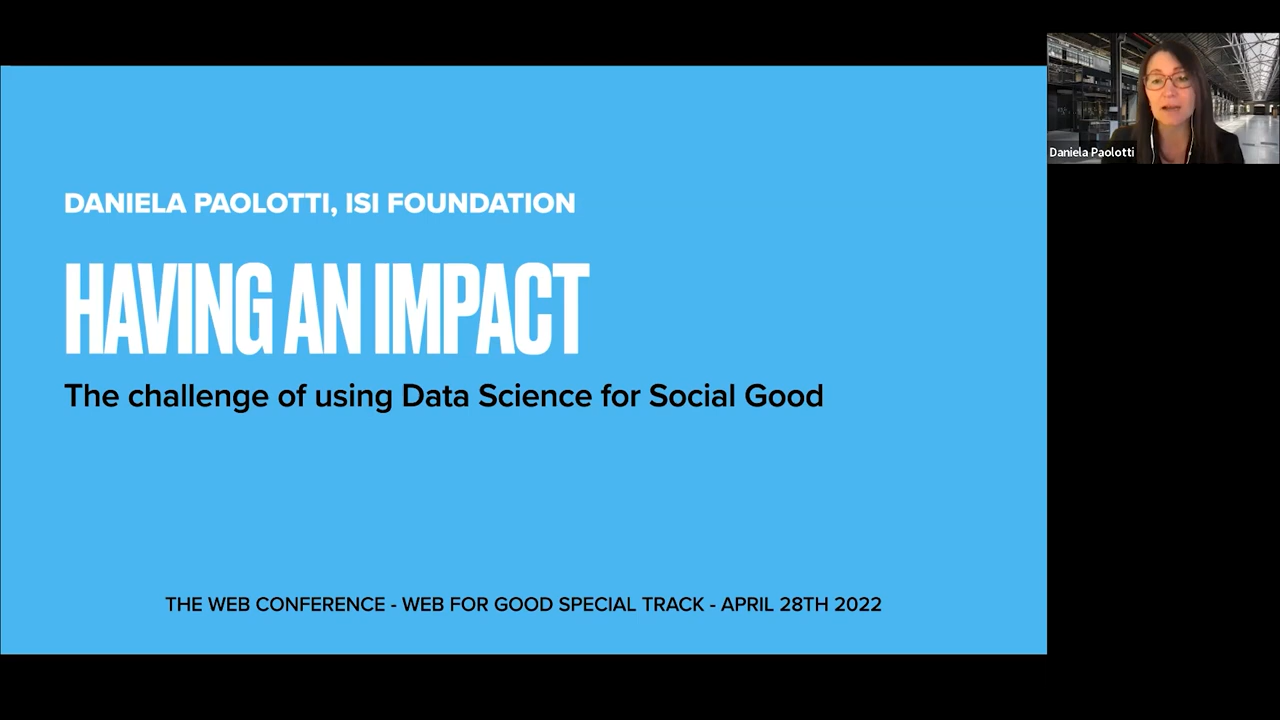 DANIELA PAOLOTTI, ISI FOUNDATION
HAVING AN IMPACT
The challenge of using Data Science for Social Good
THE WEB CONFERENCE - WEB FOR GOOD SPECIAL TRACK - APRIL 28TH 2022
Daniela Paolotti